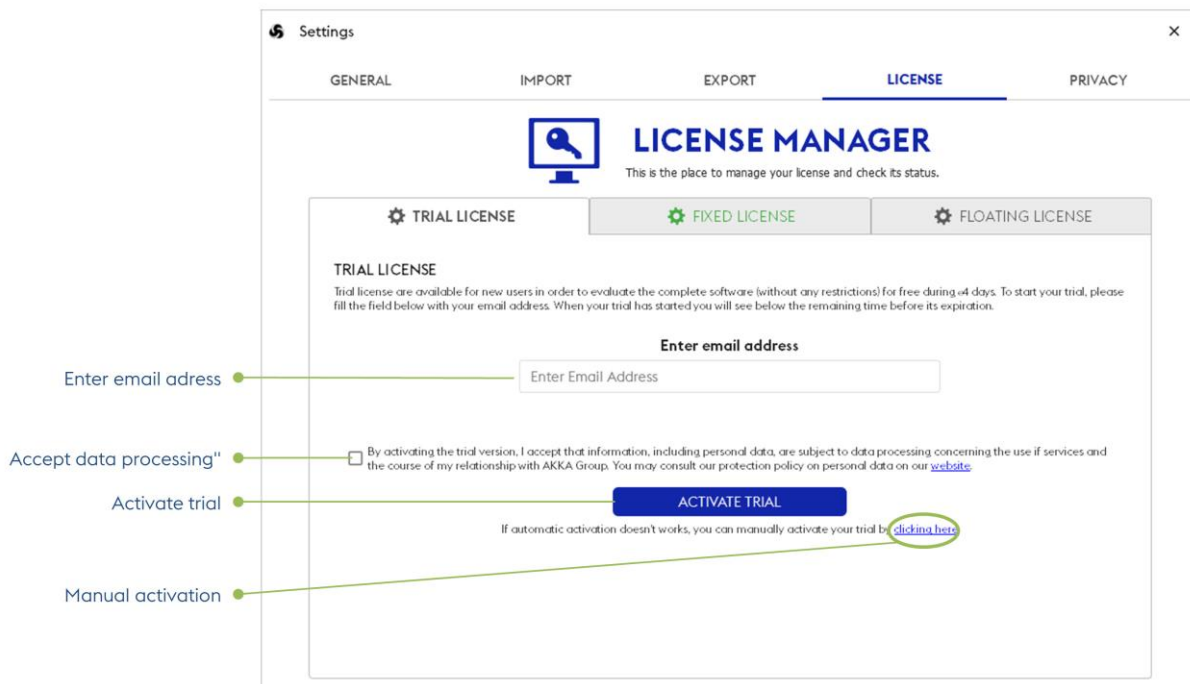 Settings
×
GENERAL IMPORT EXPORT LICENSE PRIVACY
LICENSE MANAGER
This is the place to manage your license and check its status.
TRIAL LICENSE FIXED LICENSE FLOATING LICENSE
TRIAL LICENSE
Trial license are available for new users in order to evaluate the complete software (without any restrictions) for free during days. To start your trial, please
fill the field below with your email address. When your trial has started you will see below the remaining time before its expiration.
Enter email address
Enter email adress
Enter Email Address
By activating the trial version, I accept that information, including personal data, are subject to data processing concerning the use if services and
Accept data processing"
the course of my relationship with AKKA Group. You may consult our protection policy on personal data on our website.
Activate trial
ACTIVATE TRIAL
If automatic activation doesn't works, you can manually activate your trial by clicking here
Manual activation